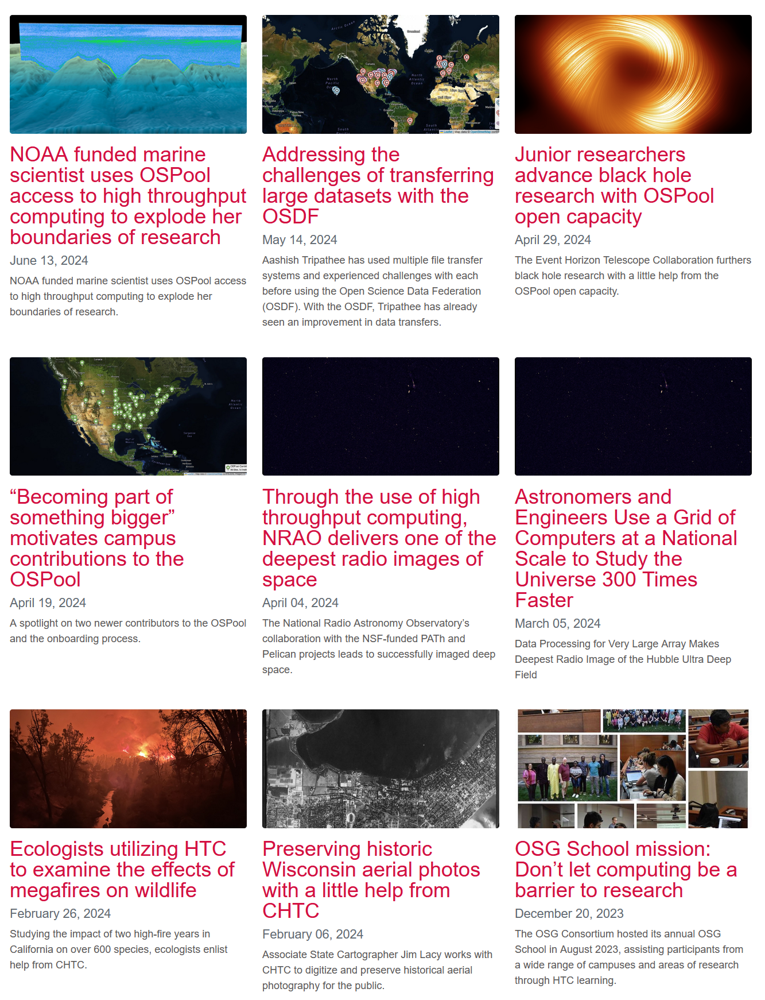 NOAA funded marine
scientist uses OSPool
access to high throughput
computing to explode her
boundaries of research
June 13, 2024
NOAA funded marine scientist uses OSPool access
to high throughput computing to explode her
boundaries of research.
Addressing the
challenges of transferring
large datasets with the
OSDF
May 14, 2024
Aashish Tripathee has used multiple file transfer
systems and experienced challenges with each
before using the Open Science Data Federation
(OSDF). With the OSDF, Tripathee has already
seen an improvement in data transfers.
Junior researchers
advance black hole
research with OSPool
open capacity
April 29, 2024
The Event Horizon Telescope Collaboration furthers
black hole research with a little help from the
OSPool open capacity.
“Becoming part of
something bigger”
motivates campus
contributions to the
OSPool
April 19, 2024
A spotlight on two newer contributors to the OSPool
and the onboarding process.
Through the use of high
throughput computing,
NRAO delivers one of the
deepest radio images of
space
April 04, 2024
The National Radio Astronomy Observatory’s
collaboration with the NSF-funded PATh and
Pelican projects leads to successfully imaged deep
space.
Astronomers and
Engineers Use a Grid of
Computers at a National
Scale to Study the
Universe 300 Times
Faster
March 05, 2024
Data Processing for Very Large Array Makes
Deepest Radio Image of the Hubble Ultra Deep
Field
Ecologists utilizing HTC
to examine the effects of
megafires on wildlife
February 26, 2024
Studying the impact of two high-fire years in
California on over 600 species, ecologists enlist
help from CHTC.
Preserving historic
Wisconsin aerial photos
with a little help from
CHTC
February 06, 2024
Associate State Cartographer Jim Lacy works with
CHTC to digitize and preserve historical aerial
photography for the public.
OSG School mission:
Don’t let computing be a
barrier to research
December 20, 2023
The OSG Consortium hosted its annual OSG
School in August 2023, assisting participants from
a wide range of campuses and areas of research
through HTC learning.